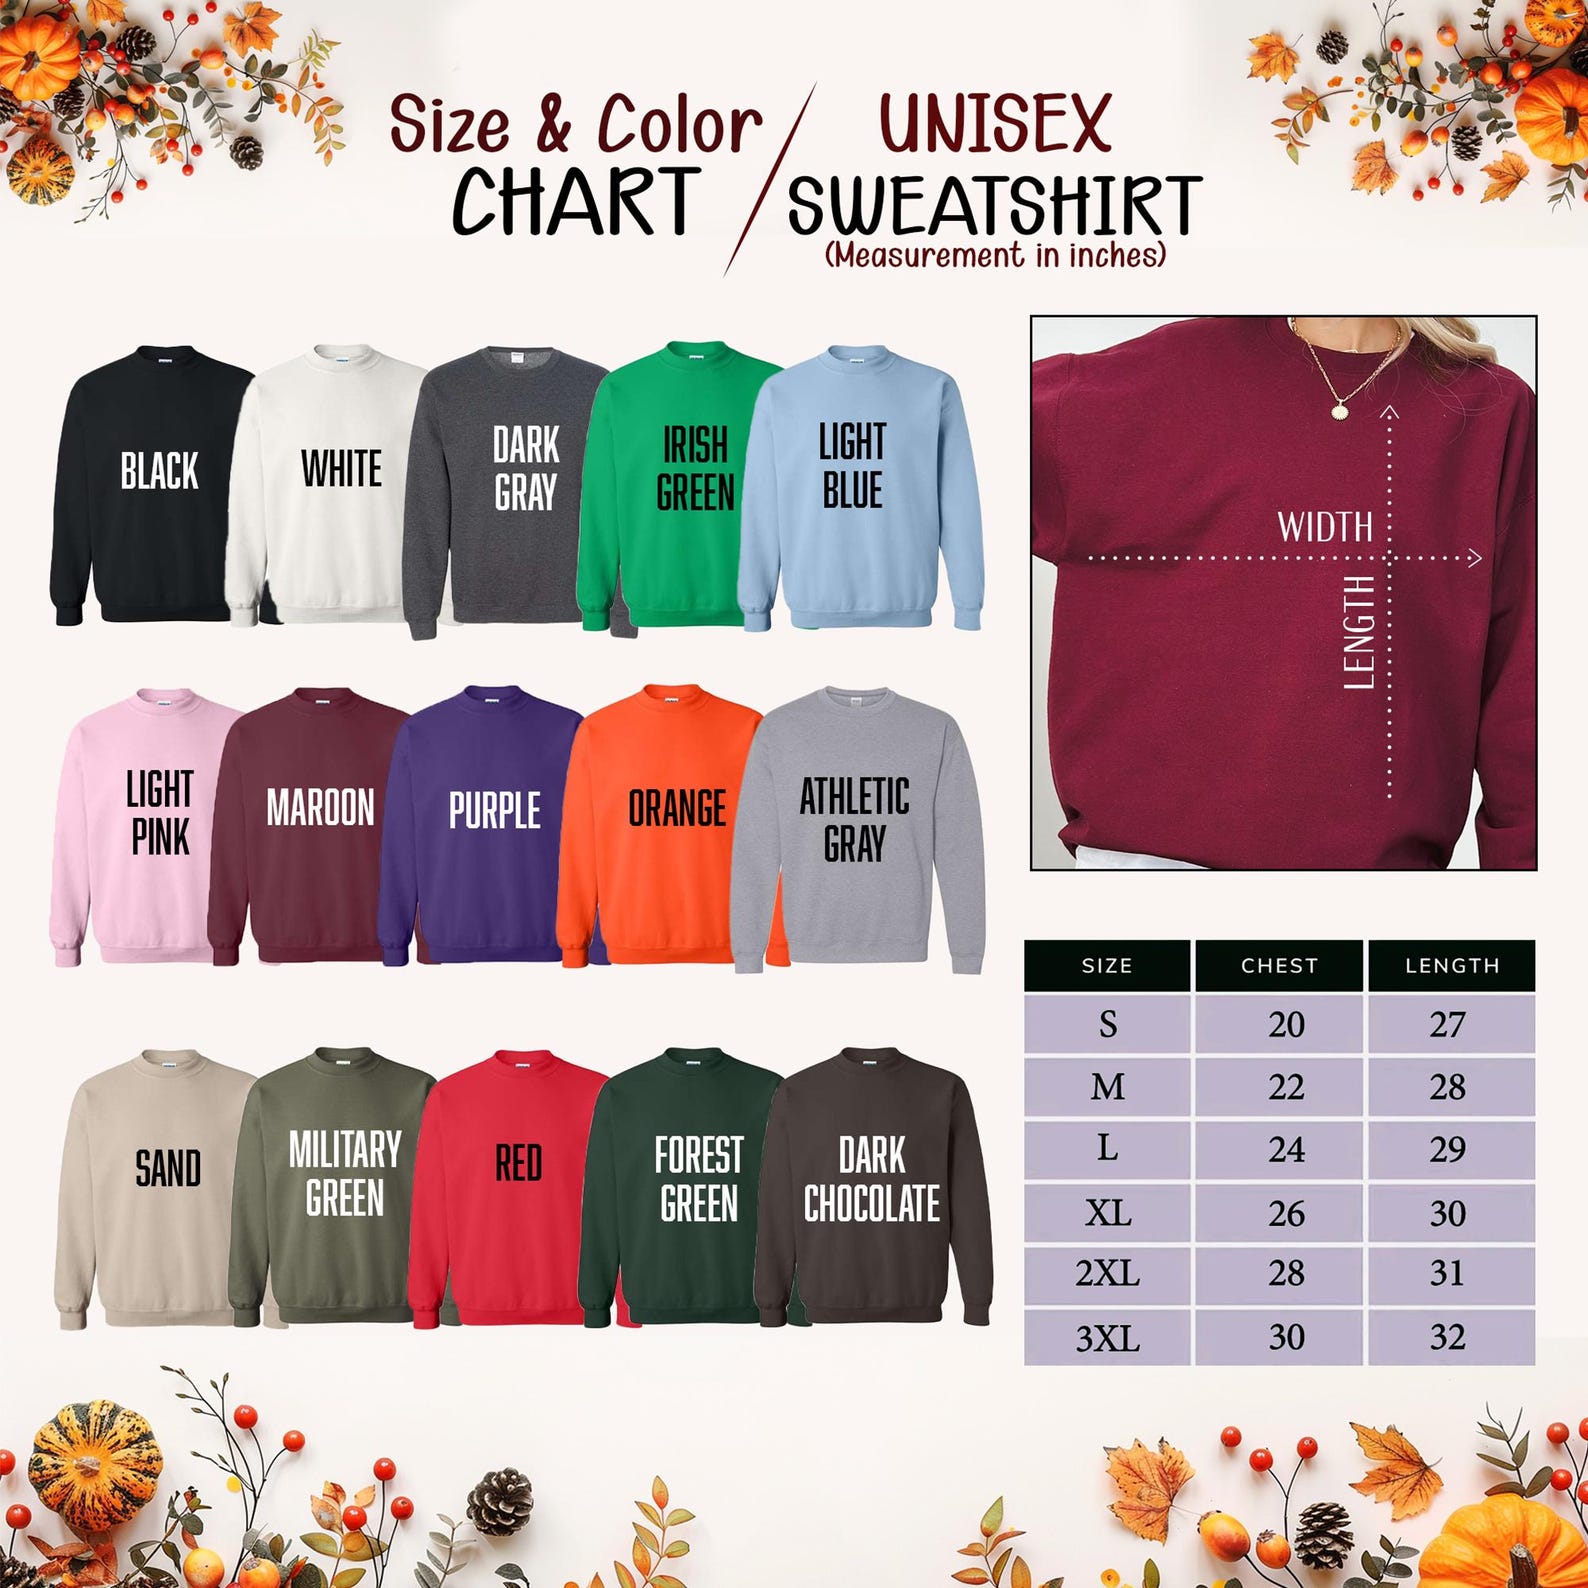 Size & Color
CHART
UNISEX
SWEATSHIRT
(Measurement in inches)
BLACK
WHITE
DARK
GRAY
IRISH
GREEN
LIGHT
BLUE
LIGHT
PINK
MAROON
PURPLE
ORANGE
ATHLETIC
GRAY
SAND
MILITARY
GREEN
RED
FOREST
GREEN
DARK
CHOCOLATE
WIDTH
LENGTH
SIZE CHEST LENGTH
S 20 27
M 22 28
L 24 29
XL 26 30
2XL 28 31
3XL 30 32